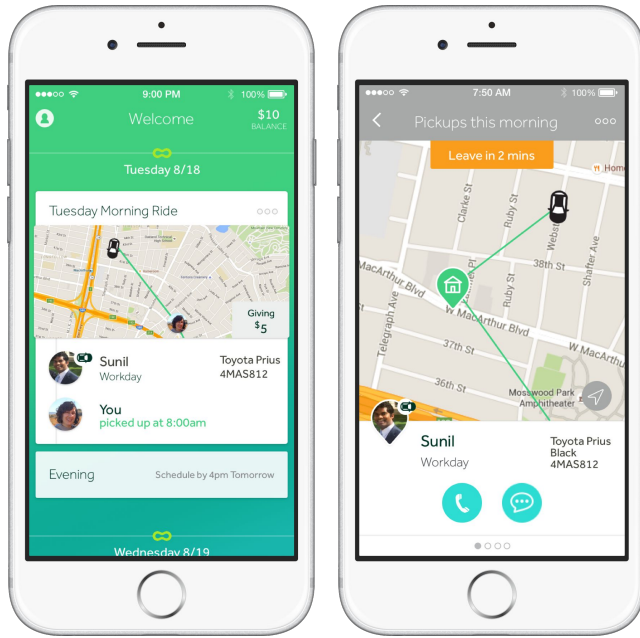 9:00 PM
100%
Welcome
$10
BALANCE
Tuesday 8/18
Tuesday Morning Ride
Giving
$5
Sunil
Workday
Toyota Prius
4MAS812
You
picked up at 8:00am
Evening
Schedule by 4pm Tomorrow
Wednesday 8/19
7:50 AM
100%
Pickups this morning
Leave in 2 mins
Home
Clarke St
Ruby St
Webst
Shafter Ave
38th St
MacArthur Blvd
Ruby St
W MacArthur Blvd
Telegraph Ave
W MacArthu
37th St
36th St
Mosswood Park
Amphitheater
Sunil
Workday
Toyota Prius
Black
4MAS812